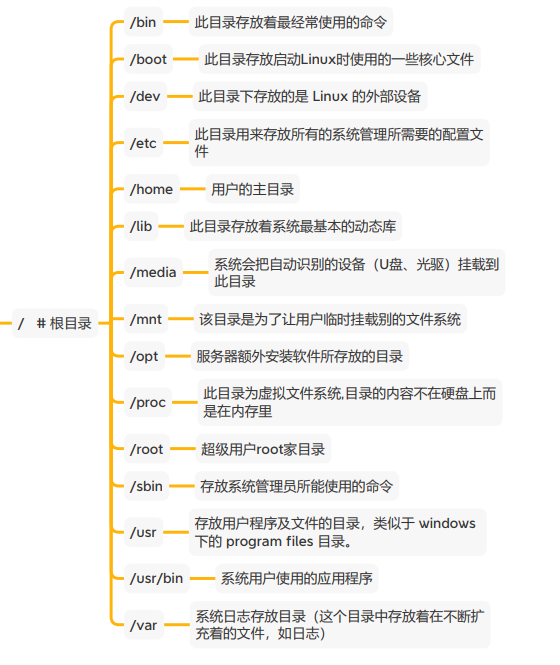 /bin
此目录存放着最经常使用的命令
/boot
此目录存放启动Linux时使用的一些核心文件
/dev
此目录下存放的是 Linux 的外部设备
/etc
此目录用来存放所有的系统管理所需要的配置文
件
/home
用户的主目录
/lib
此目录存放着系统最基本的动态库
/media
系统会把自动识别的设备（U盘、光驱）挂载到
此目录
/ # 根目录
/mnt
该目录是为了让用户临时挂载别的文件系统
/opt
服务器额外安装软件所存放的目录
/proc
此目录为虚拟文件系统,目录的内容不在硬盘上而
是在内存里
/root
超级用户root家目录
/sbin
存放系统管理员所能使用的命令
/usr
存放用户程序及文件的目录，类似于 windows
下的 program files 目录。
/usr/bin
系统用户使用的应用程序
/var
系统日志存放目录（这个目录中存放着在不断扩
充着的文件，如日志）